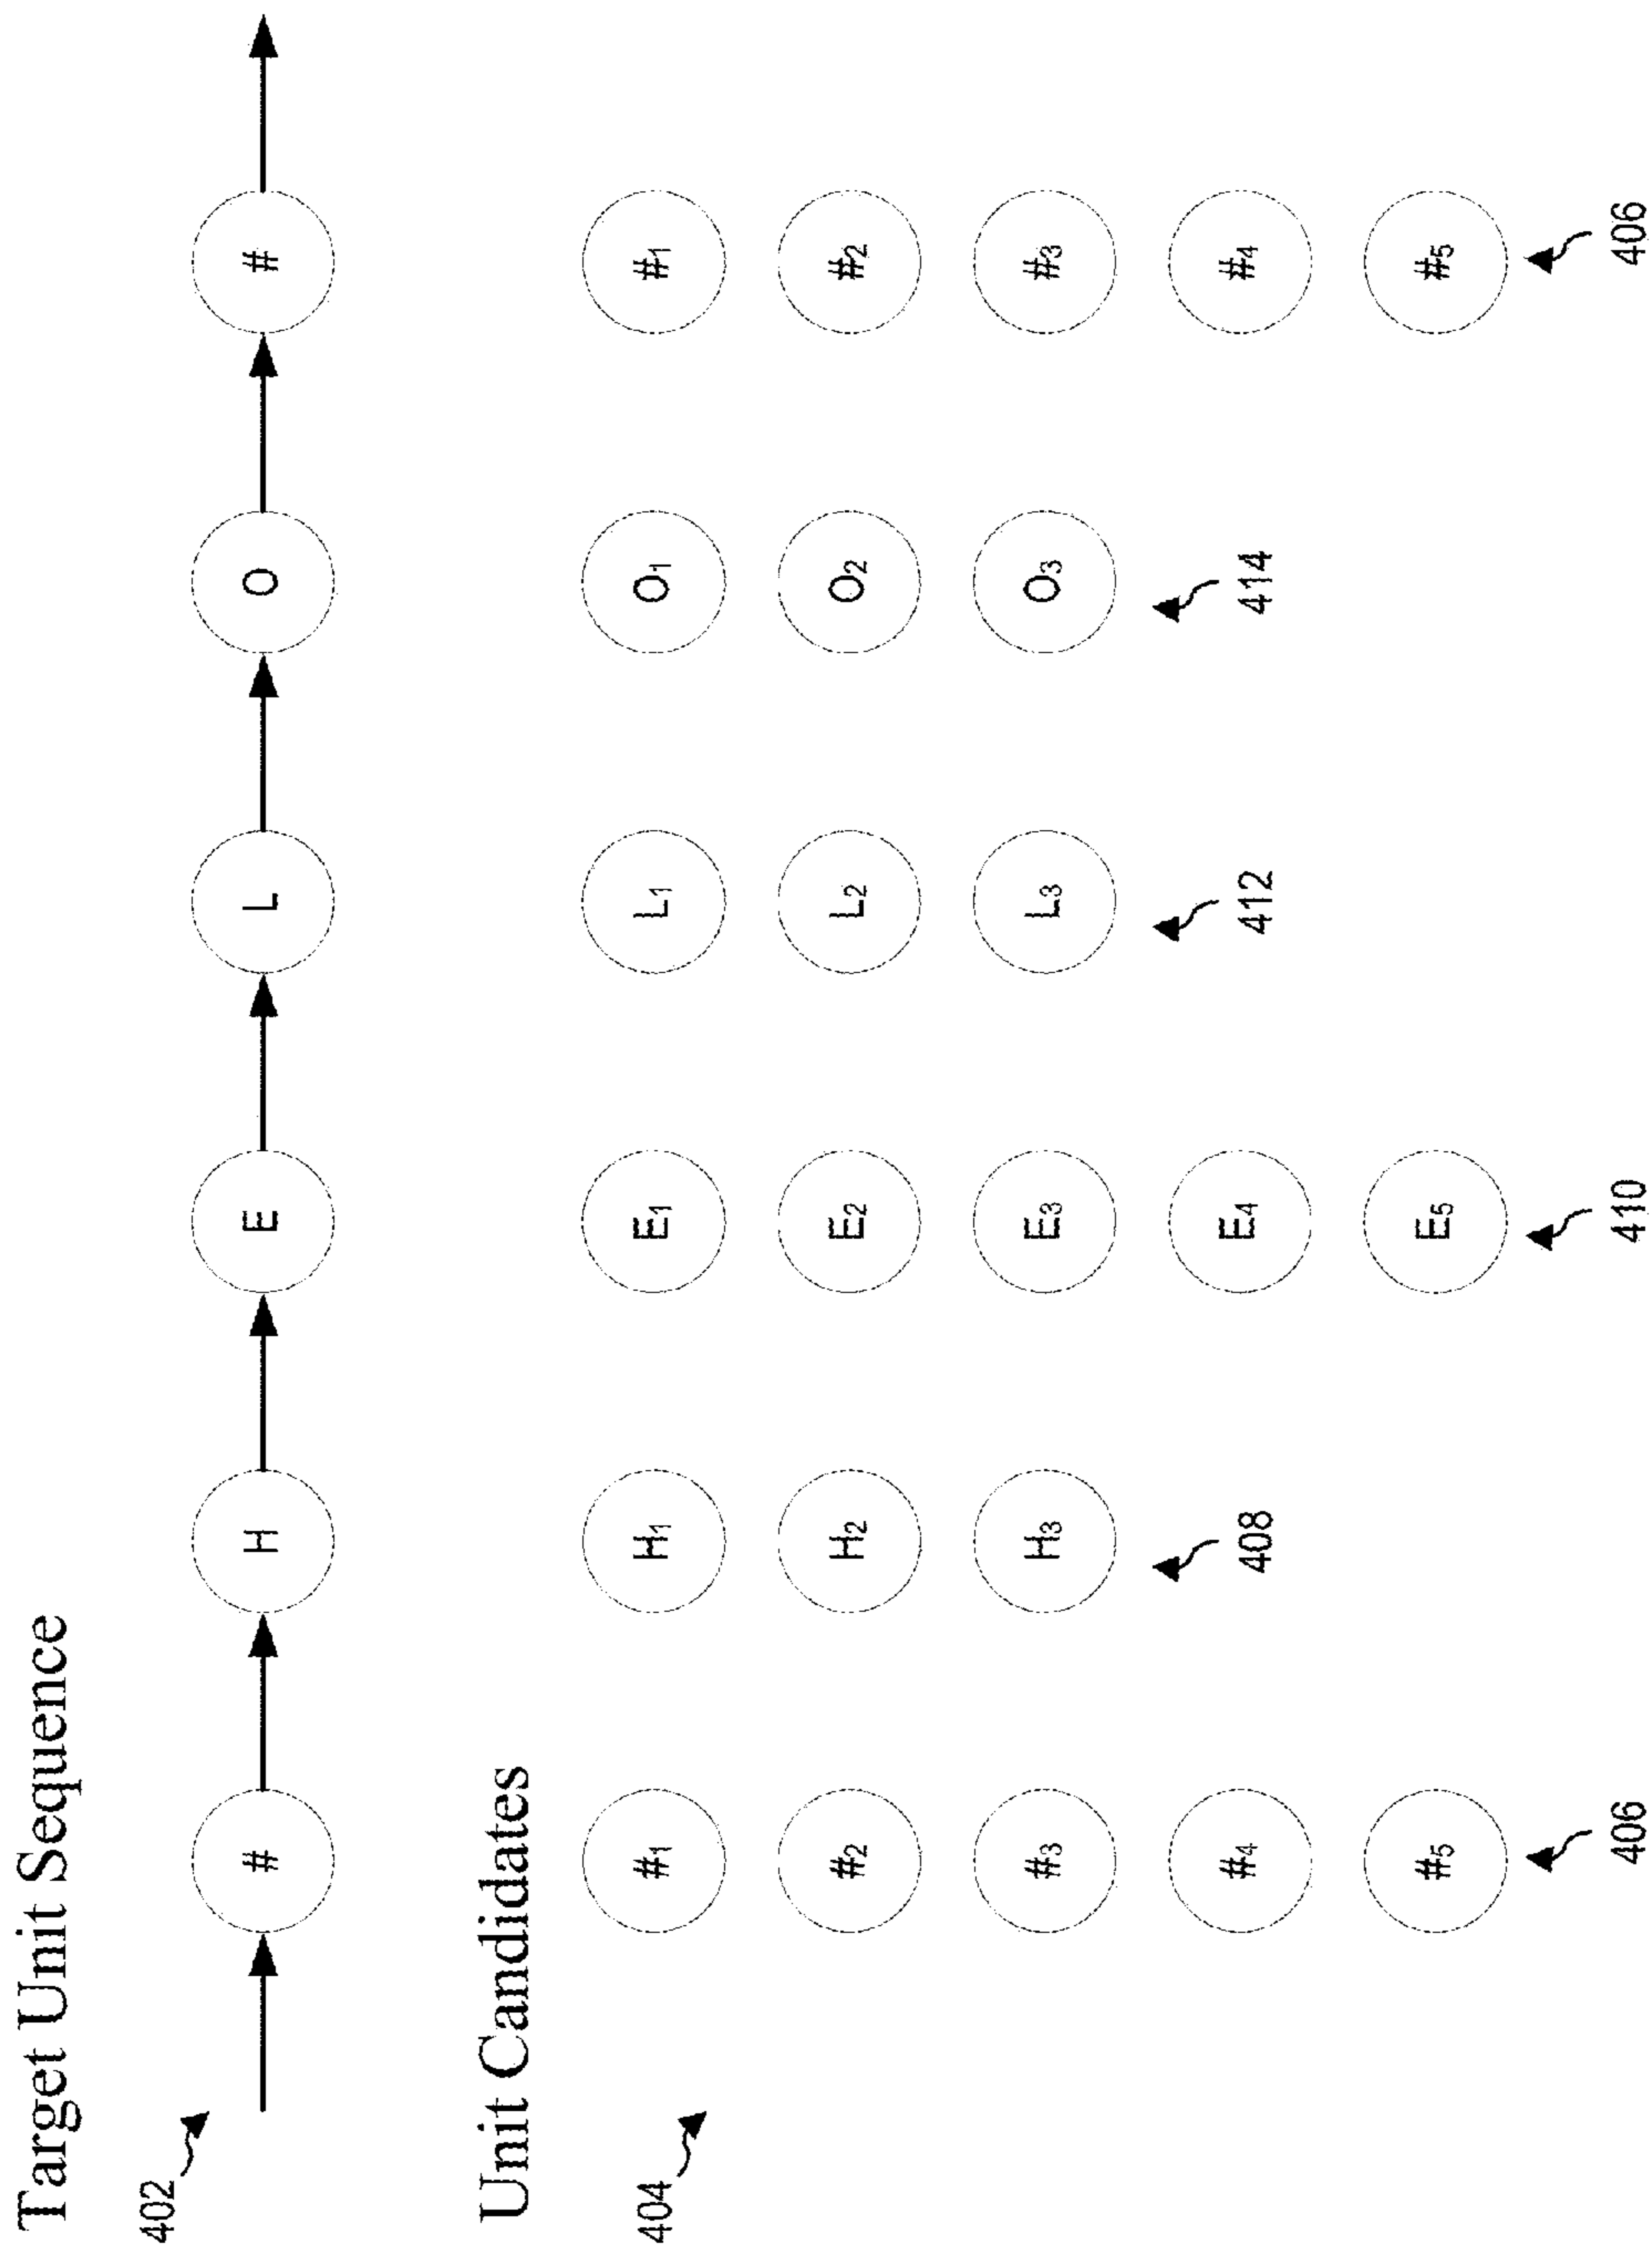 Target Unit Sequence
402
# H E L O #
Unit Candidates
404
#₁ H₁ E₁ L₁ O₁ #₁
#₂ H₂ E₂ L₂ O₂ #₂
#₃ H₃ E₃ L₃ O₃ #₃
408 412 414
#₄ E₄ #₄
#₅ E₅ #₅
406 410 406